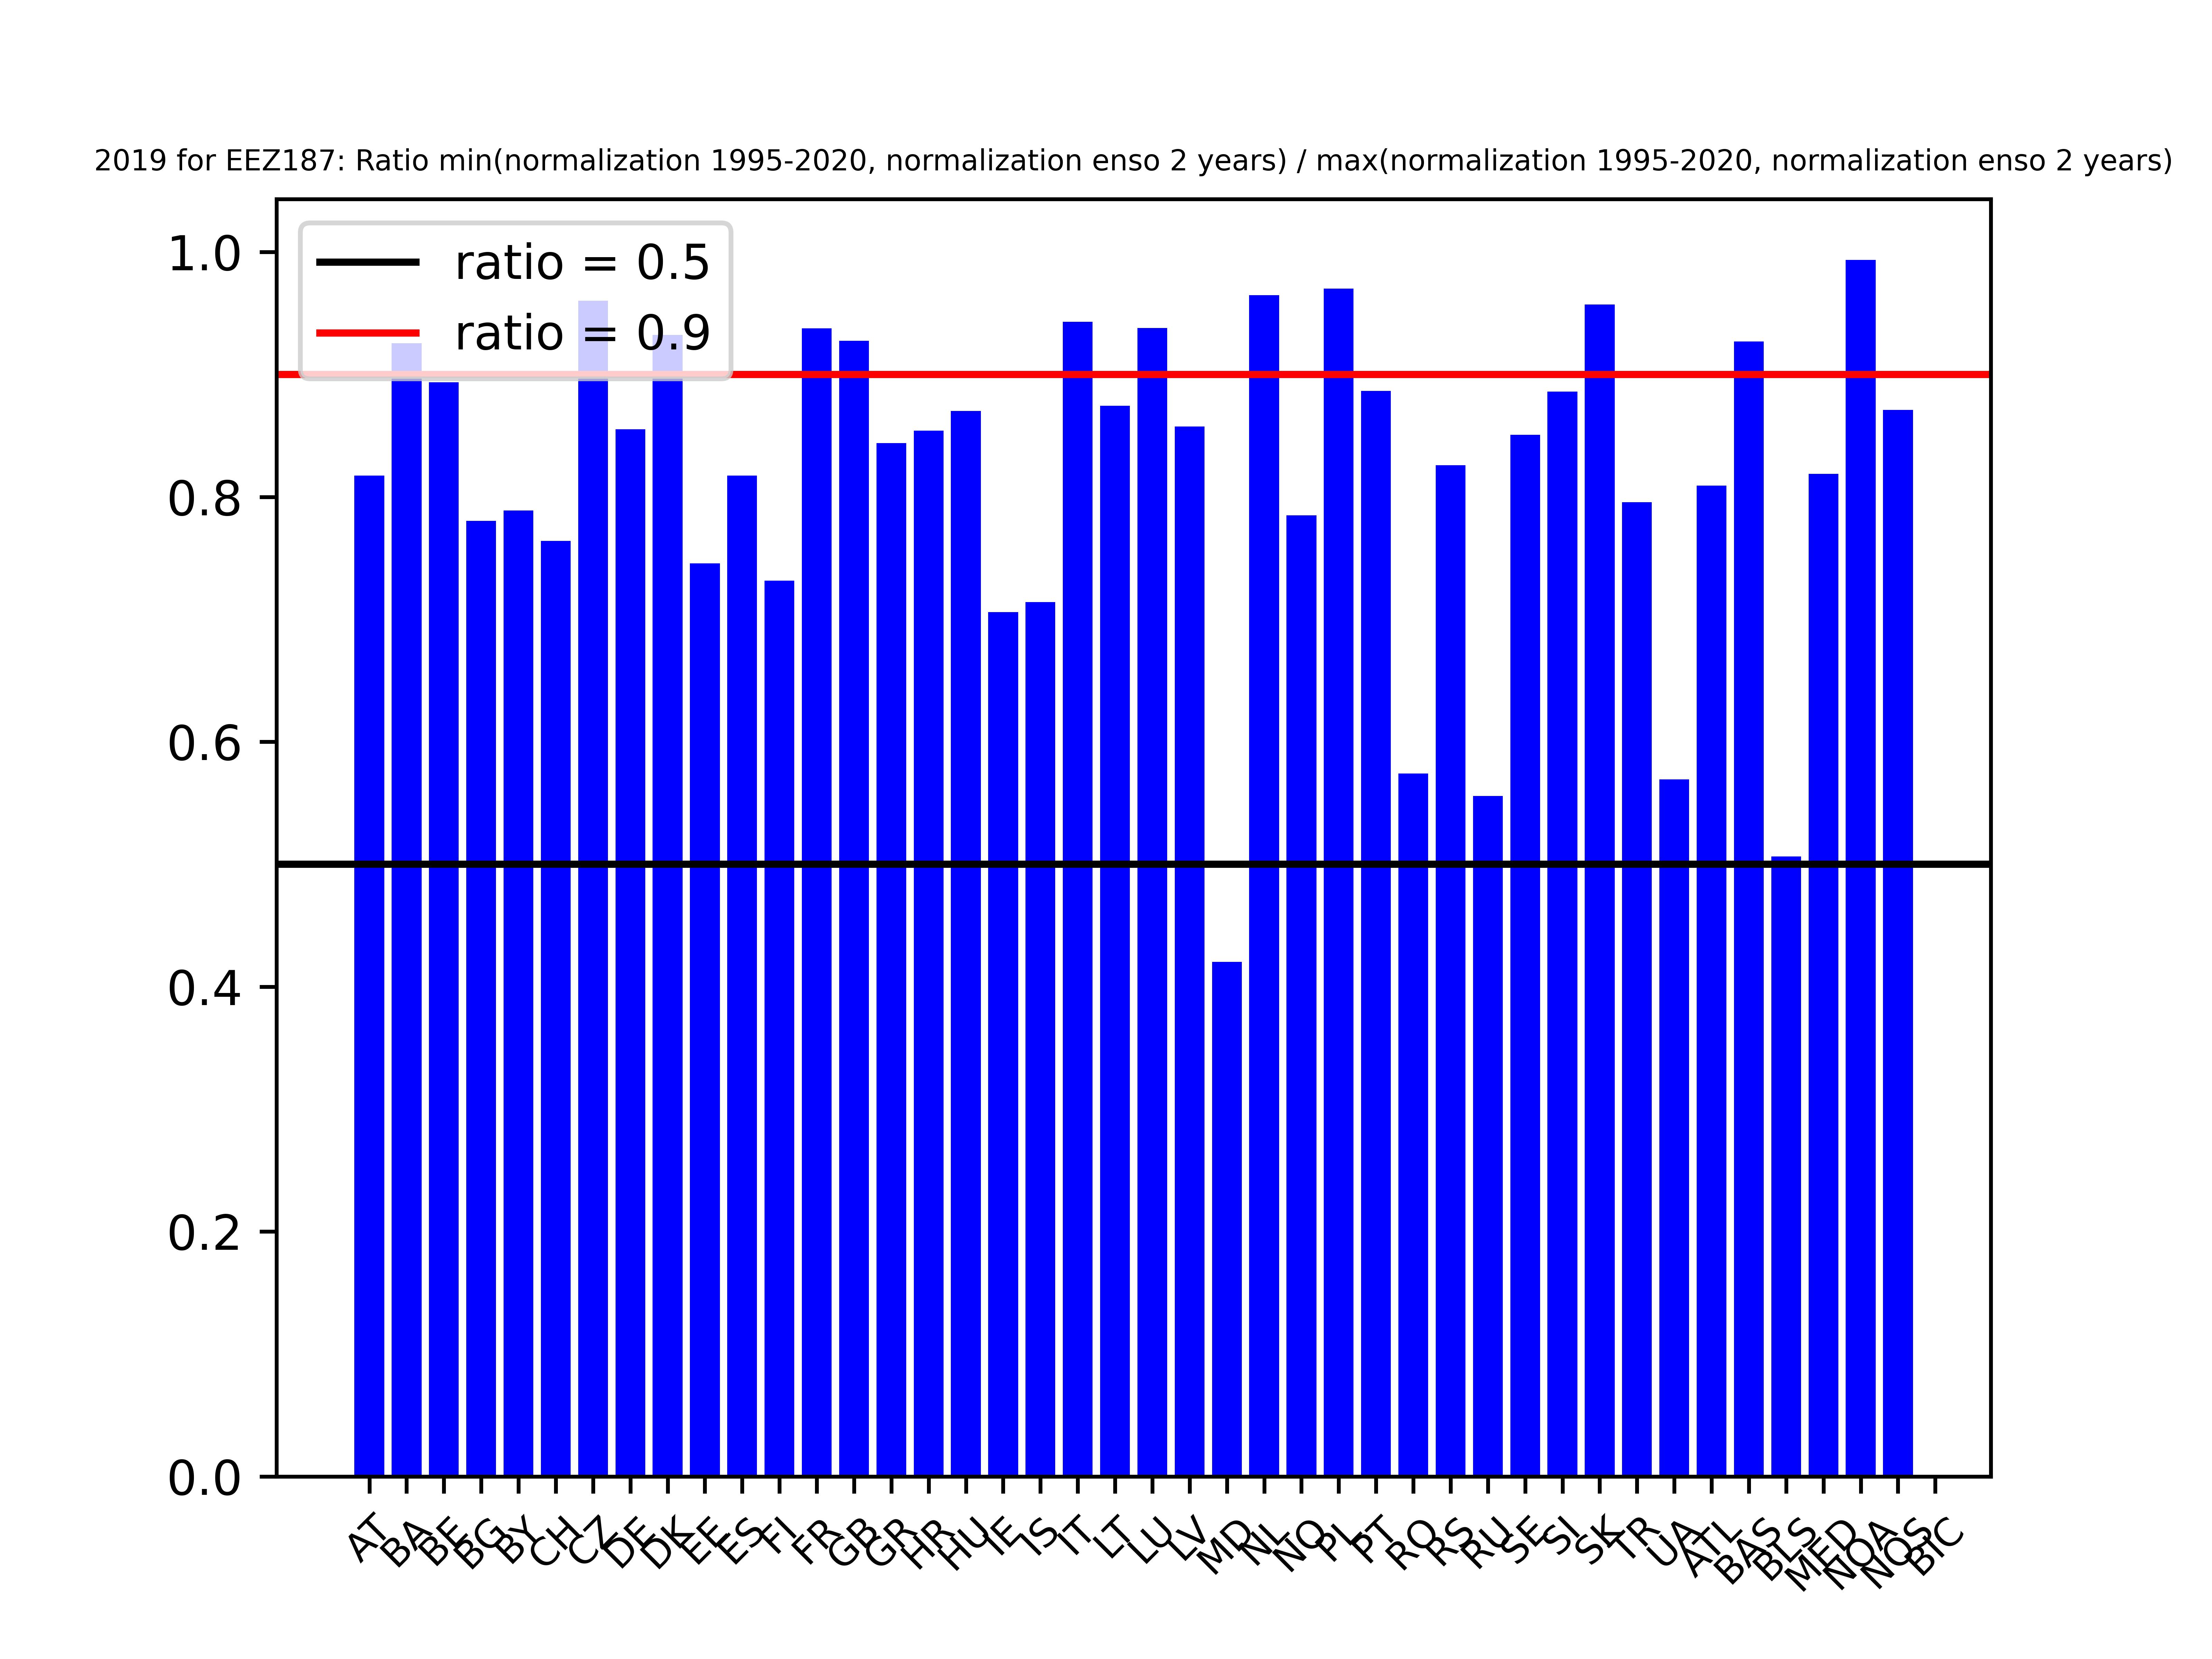 2019 for EEZ187: Ratio min(normalization 1995-2020, normalization enso 2 years) / max(normalization 1995-2020, normalization enso 2 years)
ratio = 0.5
ratio = 0.9
1.0
0.8
0.6
0.4
0.2
0.0
AT BA BE BG BY CH CZ DE DK EE ES FI FR GB GR HR HU IE IS IT LT LU LV MD NL NO PL PT RO RS RU SE SI SK TR UA ATL BAS BLS MED NOA NOS BIC